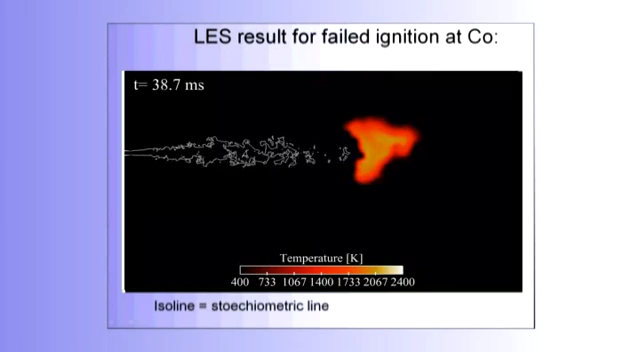 LES result for failed ignition at Co:
t= 38.7 ms
Temperature [K]
400 733 1067 1400 1733 2067 2400
Isoline = stoechiometric line